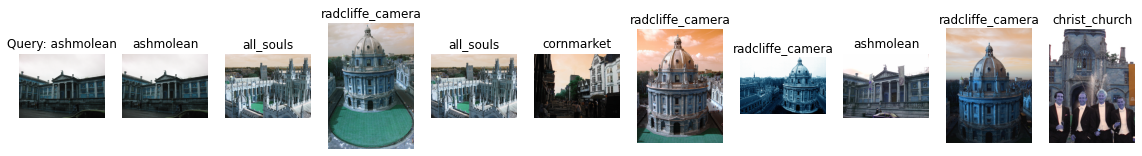 Query: ashmolean
ashmolean
all_souls
radcliffe_camera
all_souls
cornmarket
radcliffe_camera
radcliffe_camera
ashmolean
radcliffe_camera
christ_church